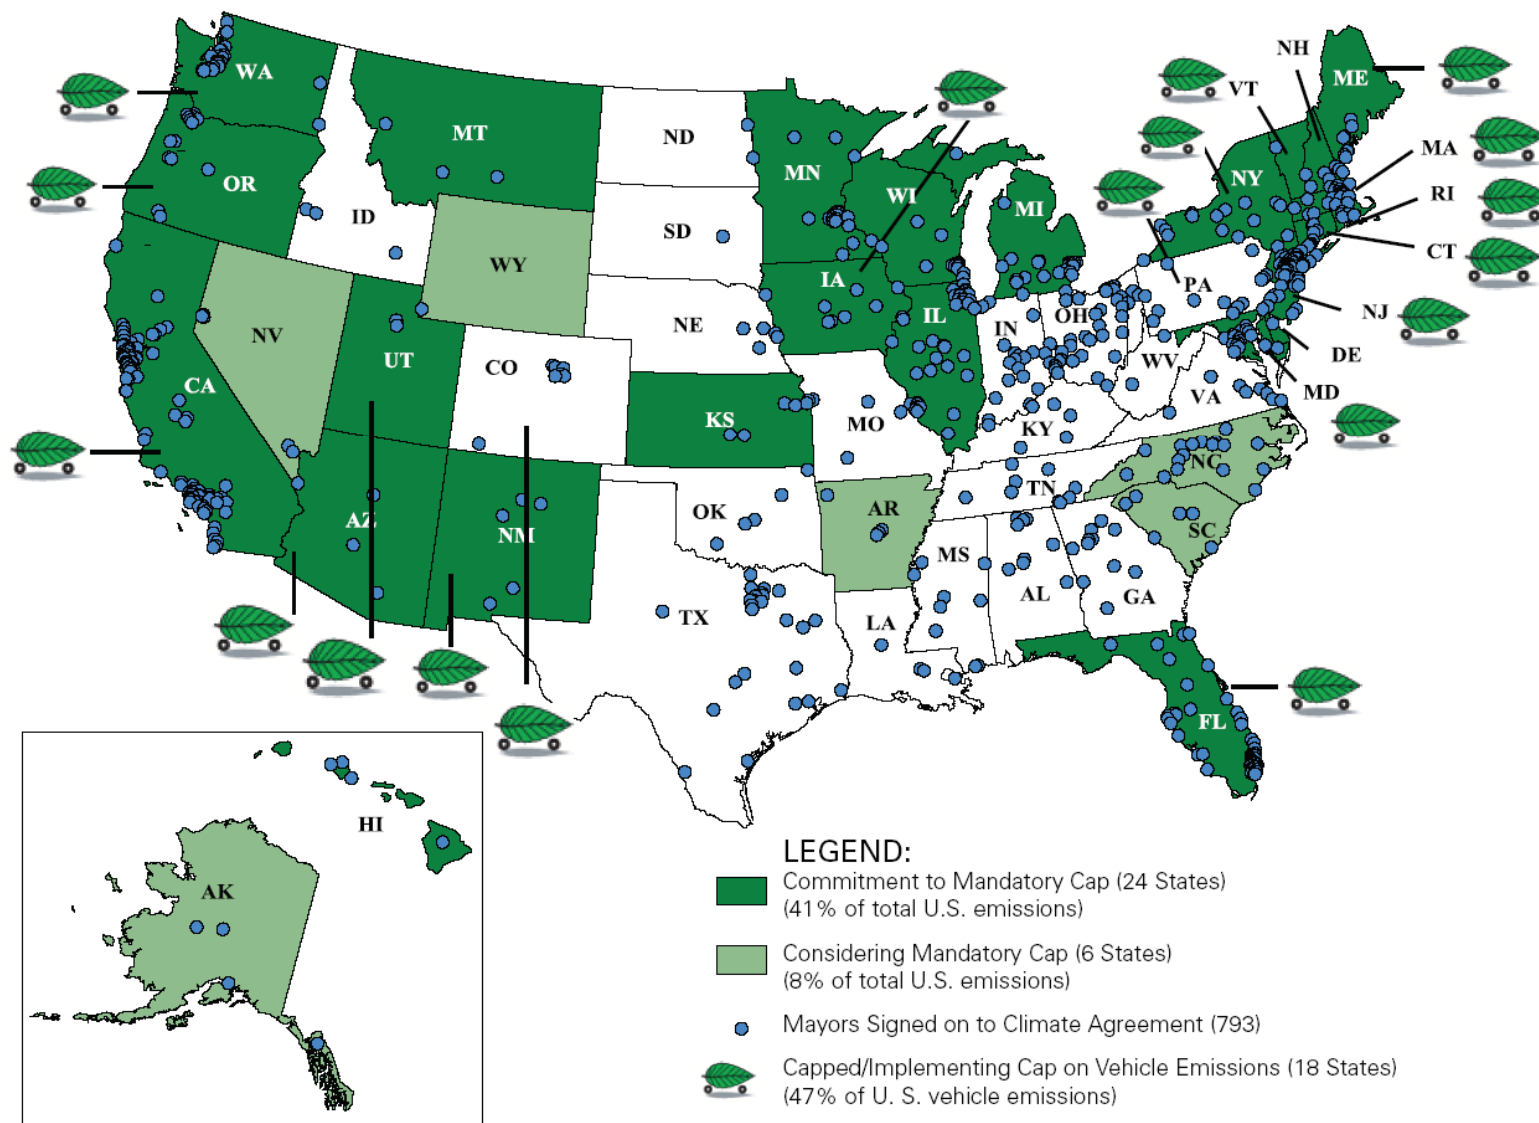 NH
WA
ME
VT
MT
ND
MA
MN
NY
OR
WI
RI
ID
MI
SD
CT
WY
IA
PA
NJ
NE
IL
OH
NV
IN
DE
UT
CO
WV
CA
MD
VA
KS
MO
KY
NC
TN
AR
OK
AZ
SC
NM
MS
AL
GA
TX
LA
FL
HI
AK
LEGEND:
Commitment to Mandatory Cap (24 States)
(41% of total U.S. emissions)
Considering Mandatory Cap (6 States)
(8% of total U.S. emissions)
Mayors Signed on to Climate Agreement (793)
Capped/Implementing Cap on Vehicle Emissions (18 States)
(47% of U. S. vehicle emissions)